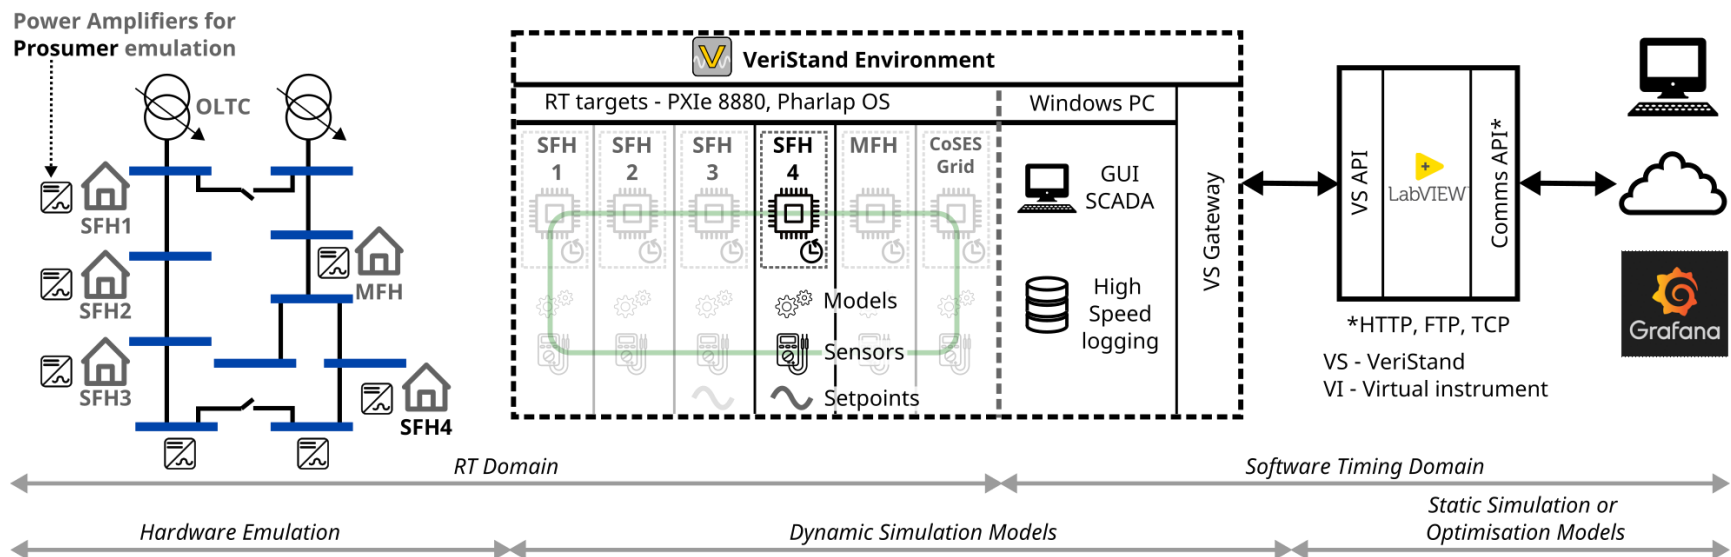 Power Amplifiers for
Prosumer emulation
OLTC
SFH1
SFH2
SFH3
MFH
SFH4
V
VeriStand Environment
RT targets - PXIe 8880, Pharlap OS
Windows PC
SFH
1
SFH
2
SFH
3
SFH
4
MFH
CoSES
Grid
Models
Sensors
Setpoints
GUI
SCADA
High
Speed
logging
VS Gateway
VS API
LabVIEW
Comms API*
*HTTP, FTP, TCP
VS - VeriStand
VI - Virtual instrument
Grafana
RT Domain
Software Timing Domain
Hardware Emulation
Dynamic Simulation Models
Static Simulation or
Optimisation Models